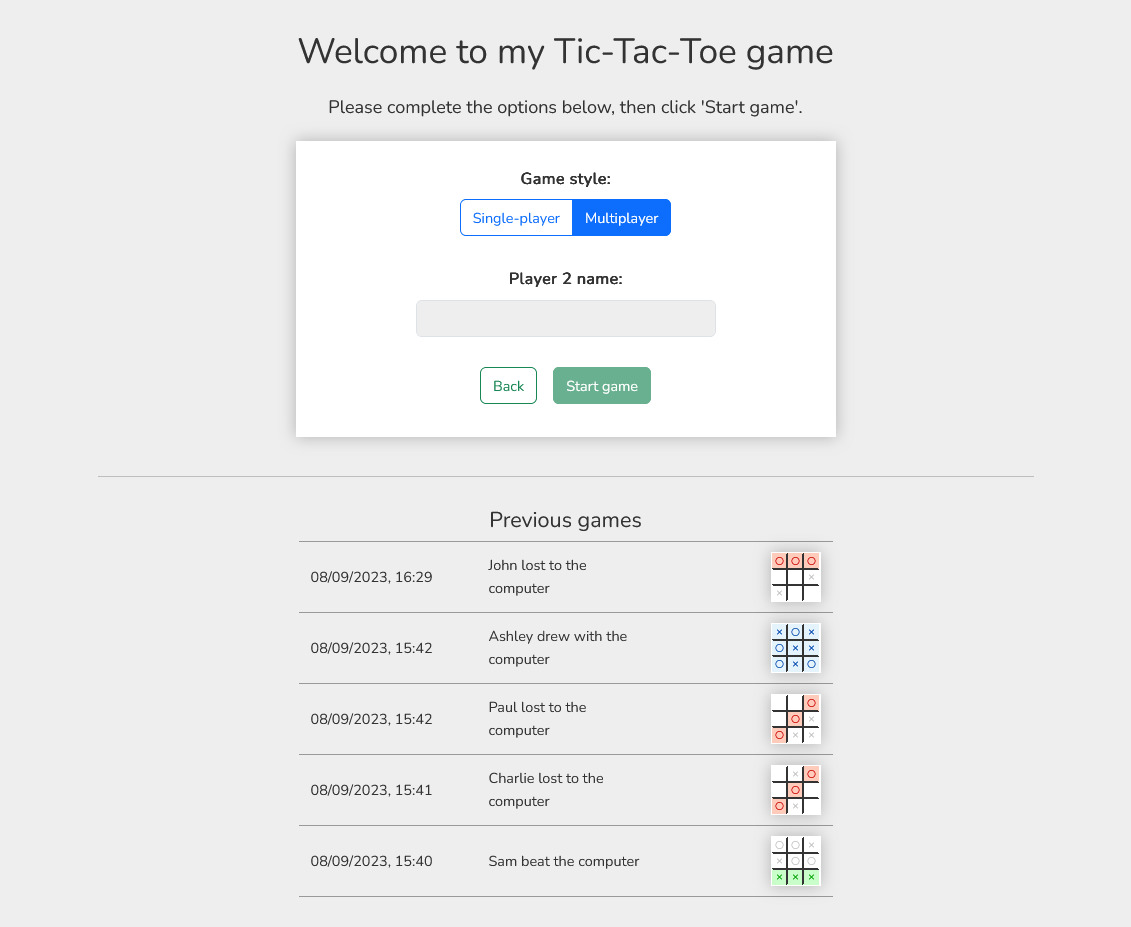 Welcome to my Tic-Tac-Toe game
Please complete the options below, then click 'Start game'.
Game style:
Single-player Multiplayer
Player 2 name:
Back Start game
Previous games
08/09/2023, 16:29
John lost to the
computer
08/09/2023, 15:42
Ashley drew with the
computer
08/09/2023, 15:42
Paul lost to the
computer
08/09/2023, 15:41
Charlie lost to the
computer
08/09/2023, 15:40
Sam beat the computer